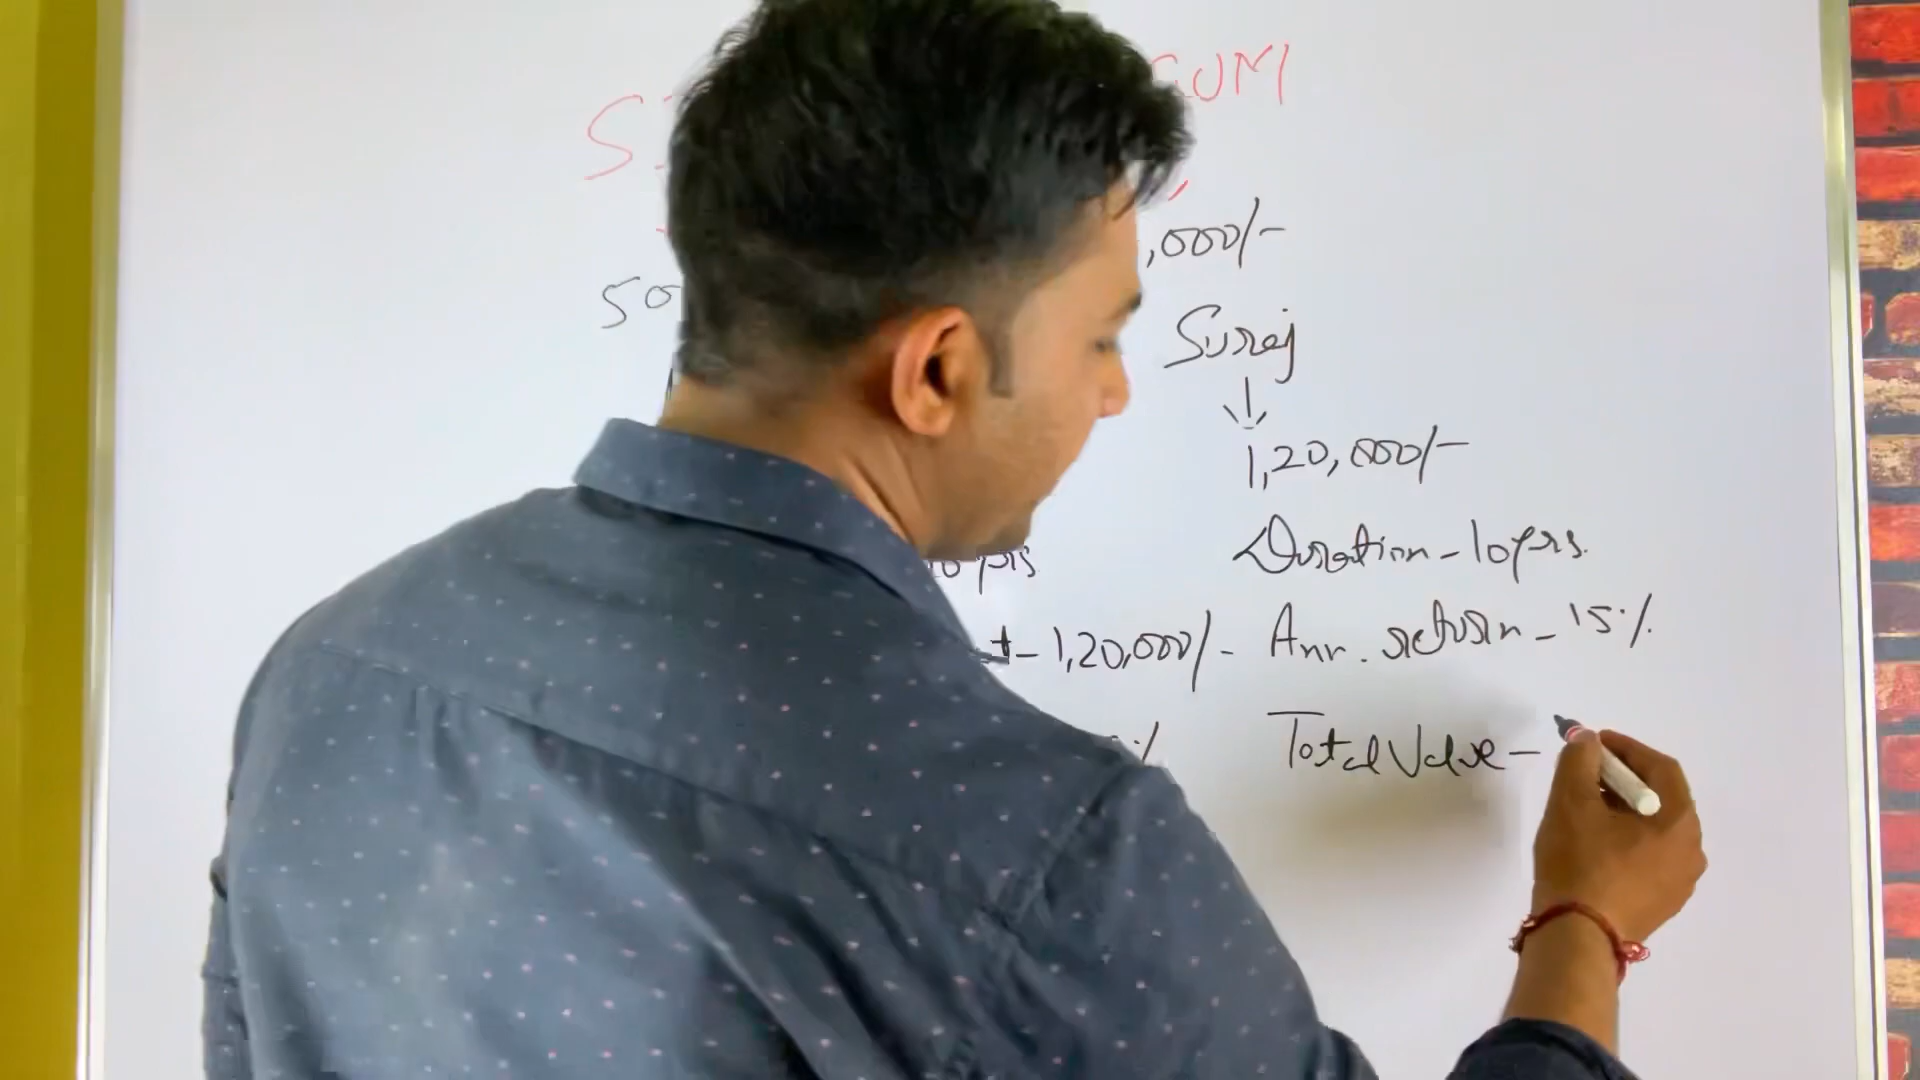 SUM
,000/-
50
Suraj
1,20,000/-
Duration - 10 yrs.
10 yrs
Ann. return - 15%
t - 1,20,000/-
Total Value -
%